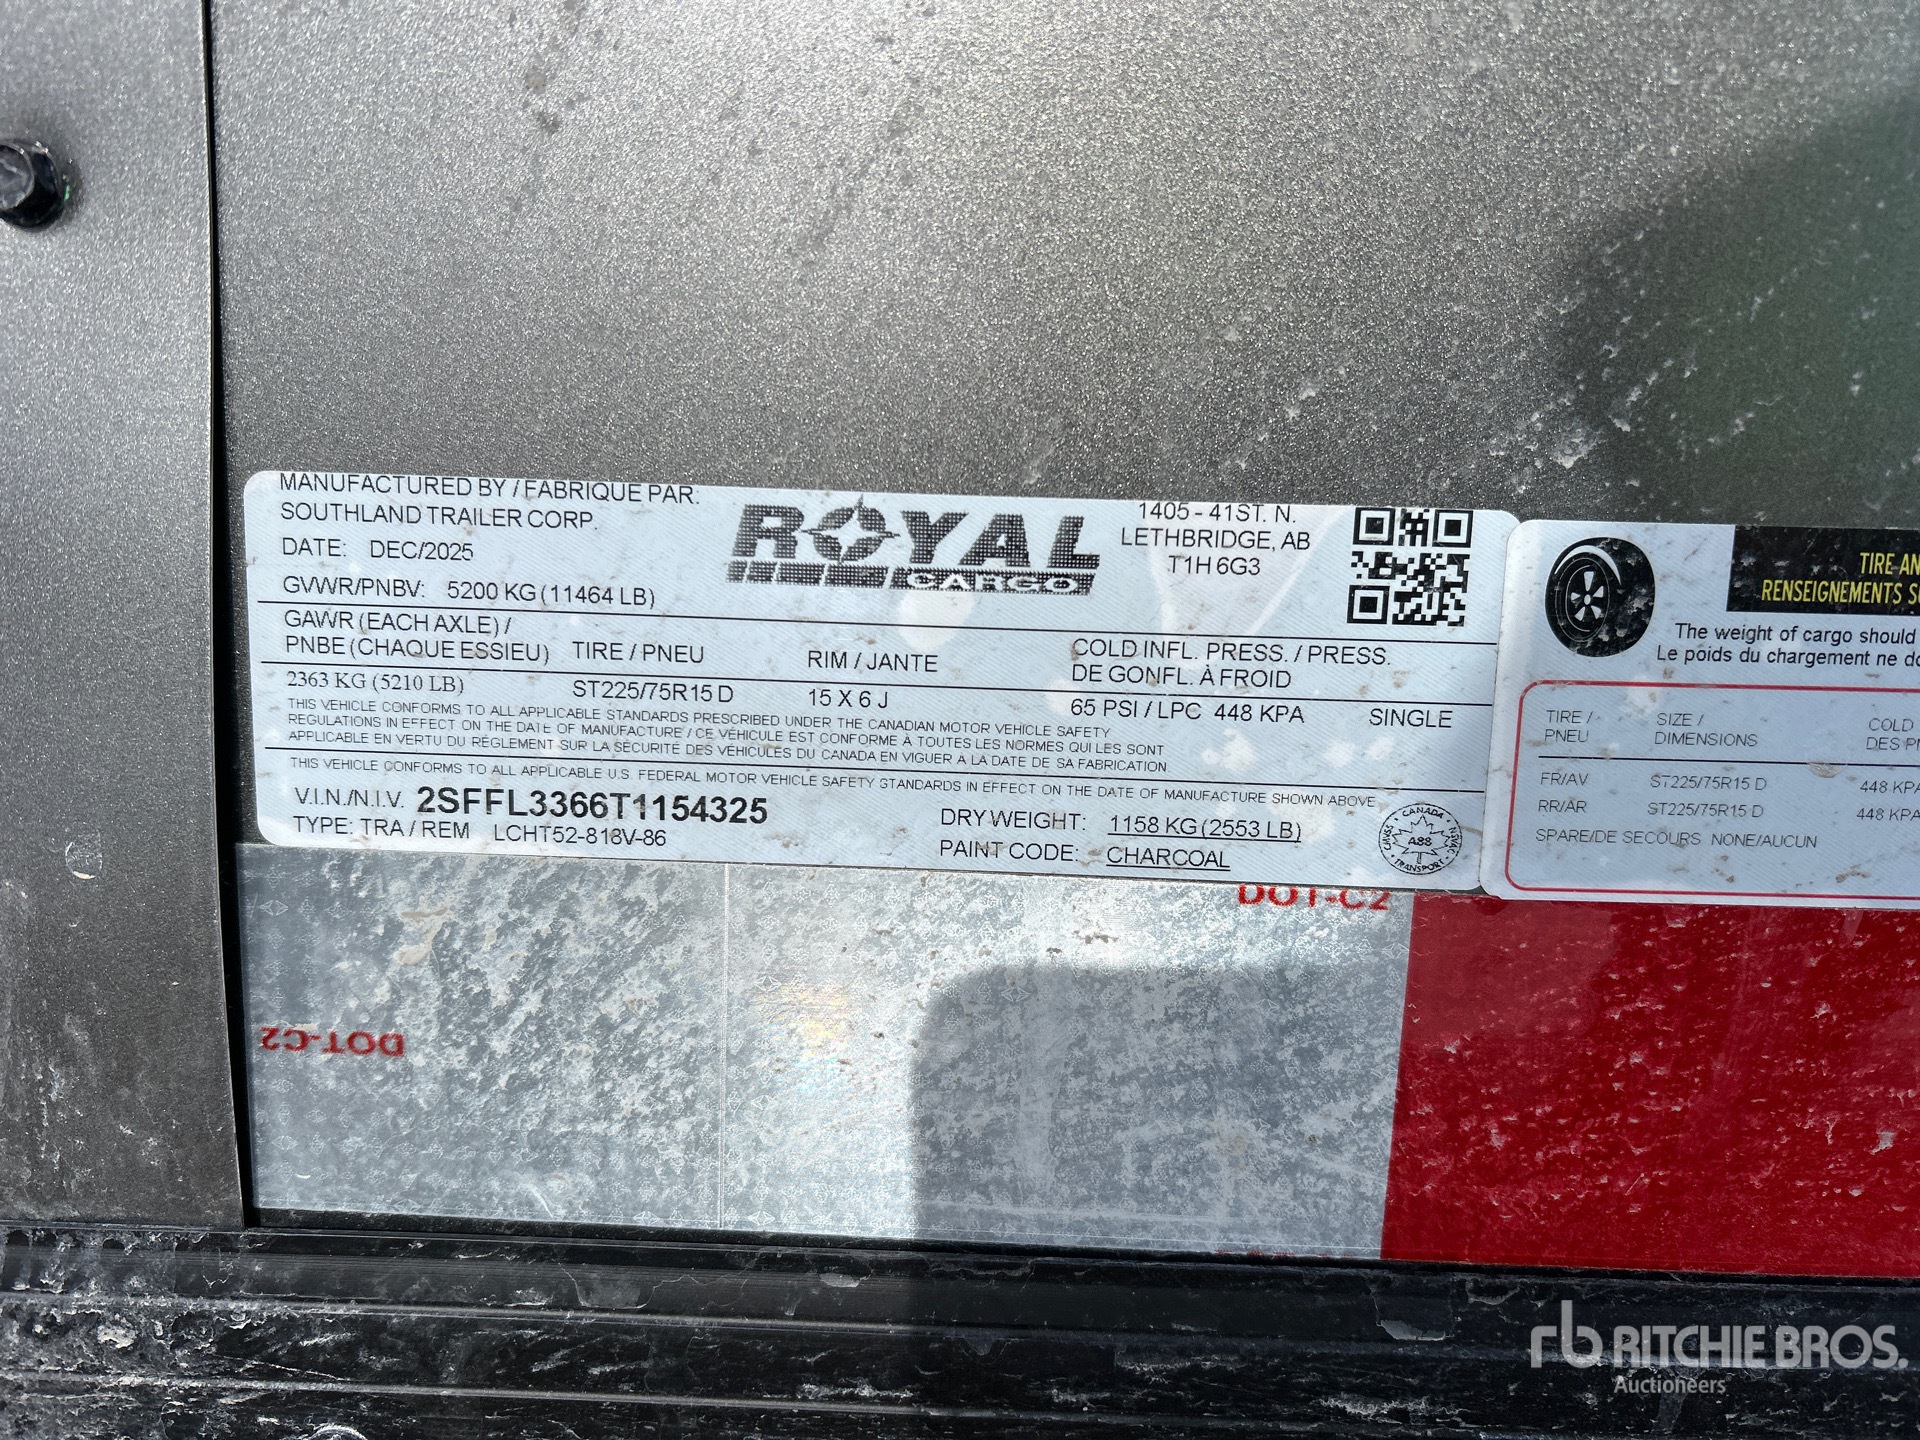 MANUFACTURED BY / FABRIQUE PAR:
SOUTHLAND TRAILER CORP.
DATE: DEC/2025
GVWR/PNBV: 5200 KG (11464 LB)
ROYAL
CARGO
1405 - 41ST. N.
LETHBRIDGE, AB
T1H 6G3
GAWR (EACH AXLE) /
PNBE (CHAQUE ESSIEU)
TIRE / PNEU
RIM / JANTE
COLD INFL. PRESS. / PRESS.
DE GONFL. À FROID
2363 KG (5210 LB)
ST225/75R15 D
15 X 6 J
65 PSI / LPC 448 KPA
SINGLE
THIS VEHICLE CONFORMS TO ALL APPLICABLE STANDARDS PRESCRIBED UNDER THE CANADIAN MOTOR VEHICLE SAFETY
REGULATIONS IN EFFECT ON THE DATE OF MANUFACTURE / CE VÉHICULE EST CONFORME À TOUTES LES NORMES QUI LES SONT
APPLICABLE EN VERTU DU RÉGLEMENT SUR LA SÉCURITÉ DES VÉHICULES DU CANADA EN VIGUER A LA DATE DE SA FABRICATION
THIS VEHICLE CONFORMS TO ALL APPLICABLE U.S. FEDERAL MOTOR VEHICLE SAFETY STANDARDS IN EFFECT ON THE DATE OF MANUFACTURE SHOWN ABOVE
V.I.N./N.I.V. 2SFFL3366T1154325
TYPE: TRA / REM LCHT52-818V-86
DRY WEIGHT: 1158 KG (2553 LB)
PAINT CODE: CHARCOAL
CANADA
A88
TRANSPORT
TIRE AN
RENSEIGNEMENTS S
The weight of cargo should
Le poids du chargement ne do
TIRE /
PNEU
SIZE /
DIMENSIONS
COLD
DES PN
FR/AV ST225/75R15 D 448 KPA
RR/AR ST225/75R15 D 448 KPA
SPARE/DE SECOURS NONE/AUCUN
DOT-C2
DOT-C2
rb RITCHIE BROS.
Auctioneers